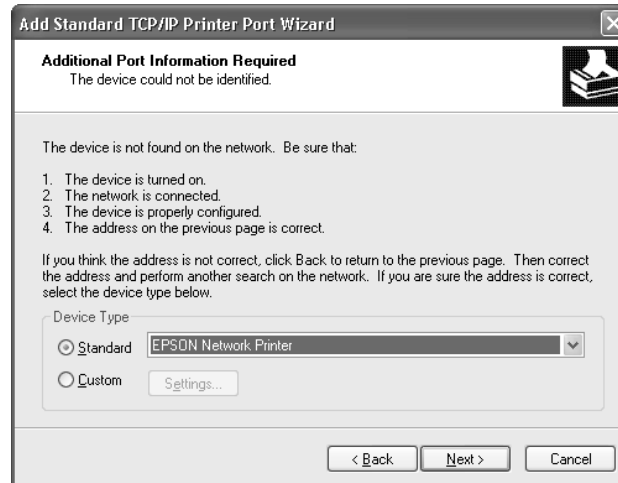 Add Standard TCP/IP Printer Port Wizard
Additional Port Information Required
The device could not be identified.
The device is not found on the network. Be sure that:
1. The device is turned on.
2. The network is connected.
3. The device is properly configured.
4. The address on the previous page is correct.
If you think the address is not correct, click Back to return to the previous page. Then correct
the address and perform another search on the network. If you are sure the address is correct,
select the device type below.
Device Type
Standard
EPSON Network Printer
Custom
Settings...
< Back
Next >
Cancel